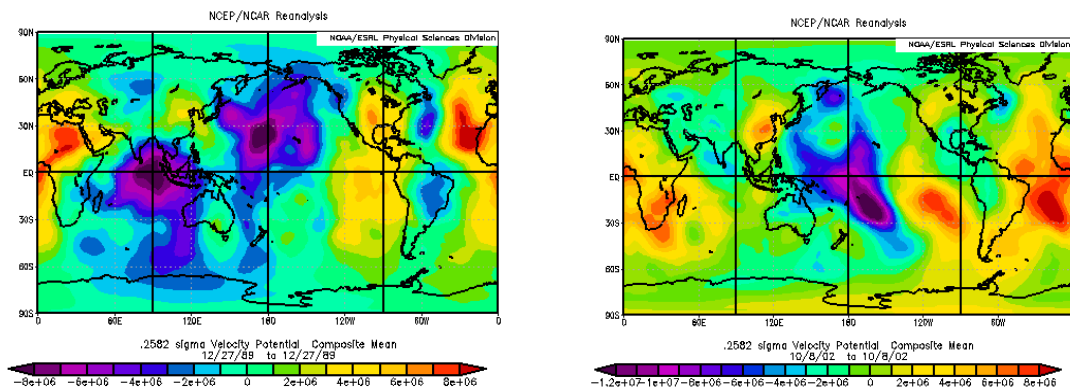 NCEP/NCAR Reanalysis
NOAA/ESRL Physical Sciences Division
90N
60N
30N
EQ
30S
60S
90S
0 60E 120E 180 120W 60W 0
.2582 sigma Velocity Potential Composite Mean
12/27/89 to 12/27/89
-8e+06 -6e+06 -4e+06 -2e+06 0 2e+06 4e+06 6e+06 8e+06
NCEP/NCAR Reanalysis
NOAA/ESRL Physical Sciences Division
90N
60N
30N
EQ
30S
60S
90S
0 60E 120E 180 120W 60W
.2582 sigma Velocity Potential Composite Mean
10/8/02 to 10/8/02
-1.2e+07 -1e+07 -8e+06 -6e+06 -4e+06 -2e+06 0 2e+06 4e+06 6e+06 8e+06